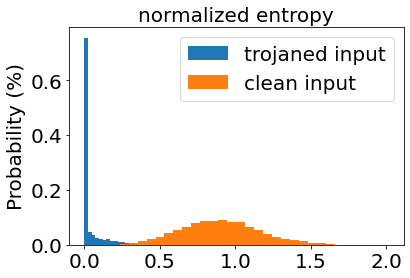 normalized entropy
trojaned input
clean input
Probability (%)
0.6
0.4
0.2
0.0
0.0 0.5 1.0 1.5 2.0